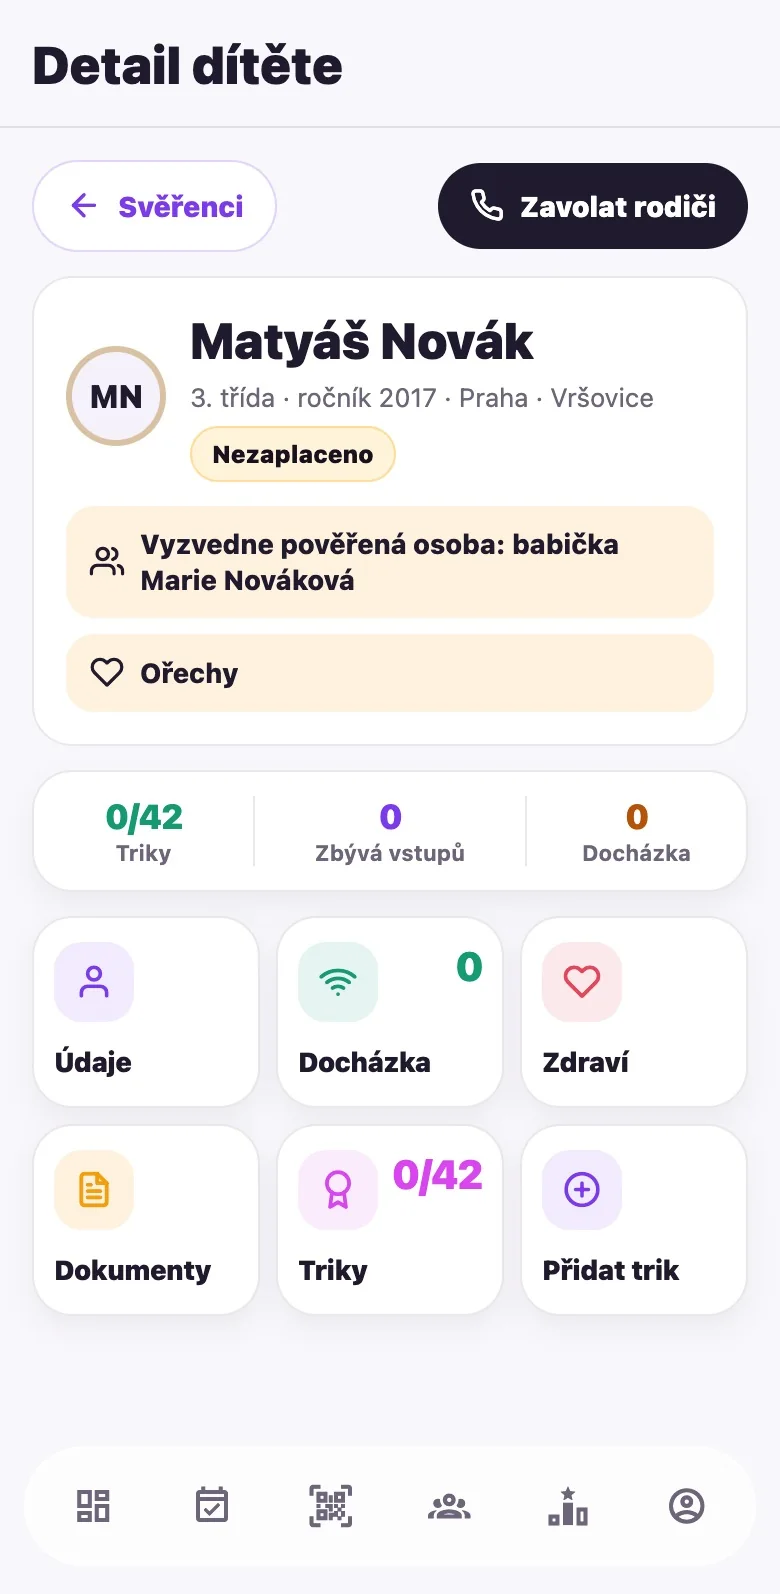 Detail dítěte
Svěřenci
Zavolat rodiči
MN
Matyáš Novák
3. třída · ročník 2017 · Praha · Vršovice
Nezaplaceno
Vyzvedne pověřená osoba: babička
Marie Nováková
Ořechy
0/42
Triky
0
Zbývá vstupů
0
Docházka
Údaje
0
Docházka
Zdraví
Dokumenty
0/42
Triky
Přidat trik